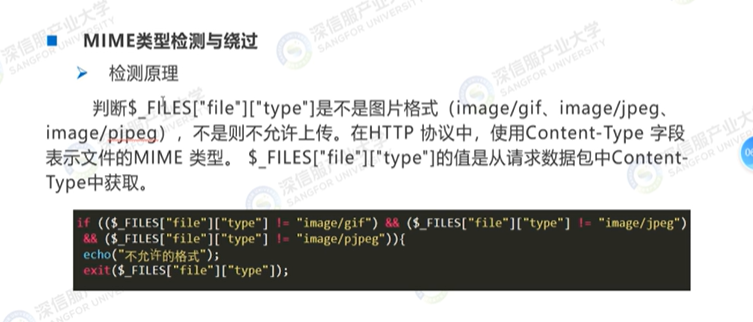 MIME类型检测与绕过
检测原理
判断$_FILES["file"]["type"]是不是图片格式（image/gif、image/jpeg、
image/pjpeg），不是则不允许上传。在HTTP 协议中，使用Content-Type 字段
表示文件的MIME 类型。 $_FILES["file"]["type"]的值是从请求数据包中Content-
Type中获取。
if (($_FILES["file"]["type"] != "image/gif") && ($_FILES["file"]["type"] != "image/jpeg")
&& ($_FILES["file"]["type"] != "image/pjpeg")){
echo("不允许的格式");
exit($_FILES["file"]["type"]);
深信服产业大学
SANGFOR UNIVERSITY